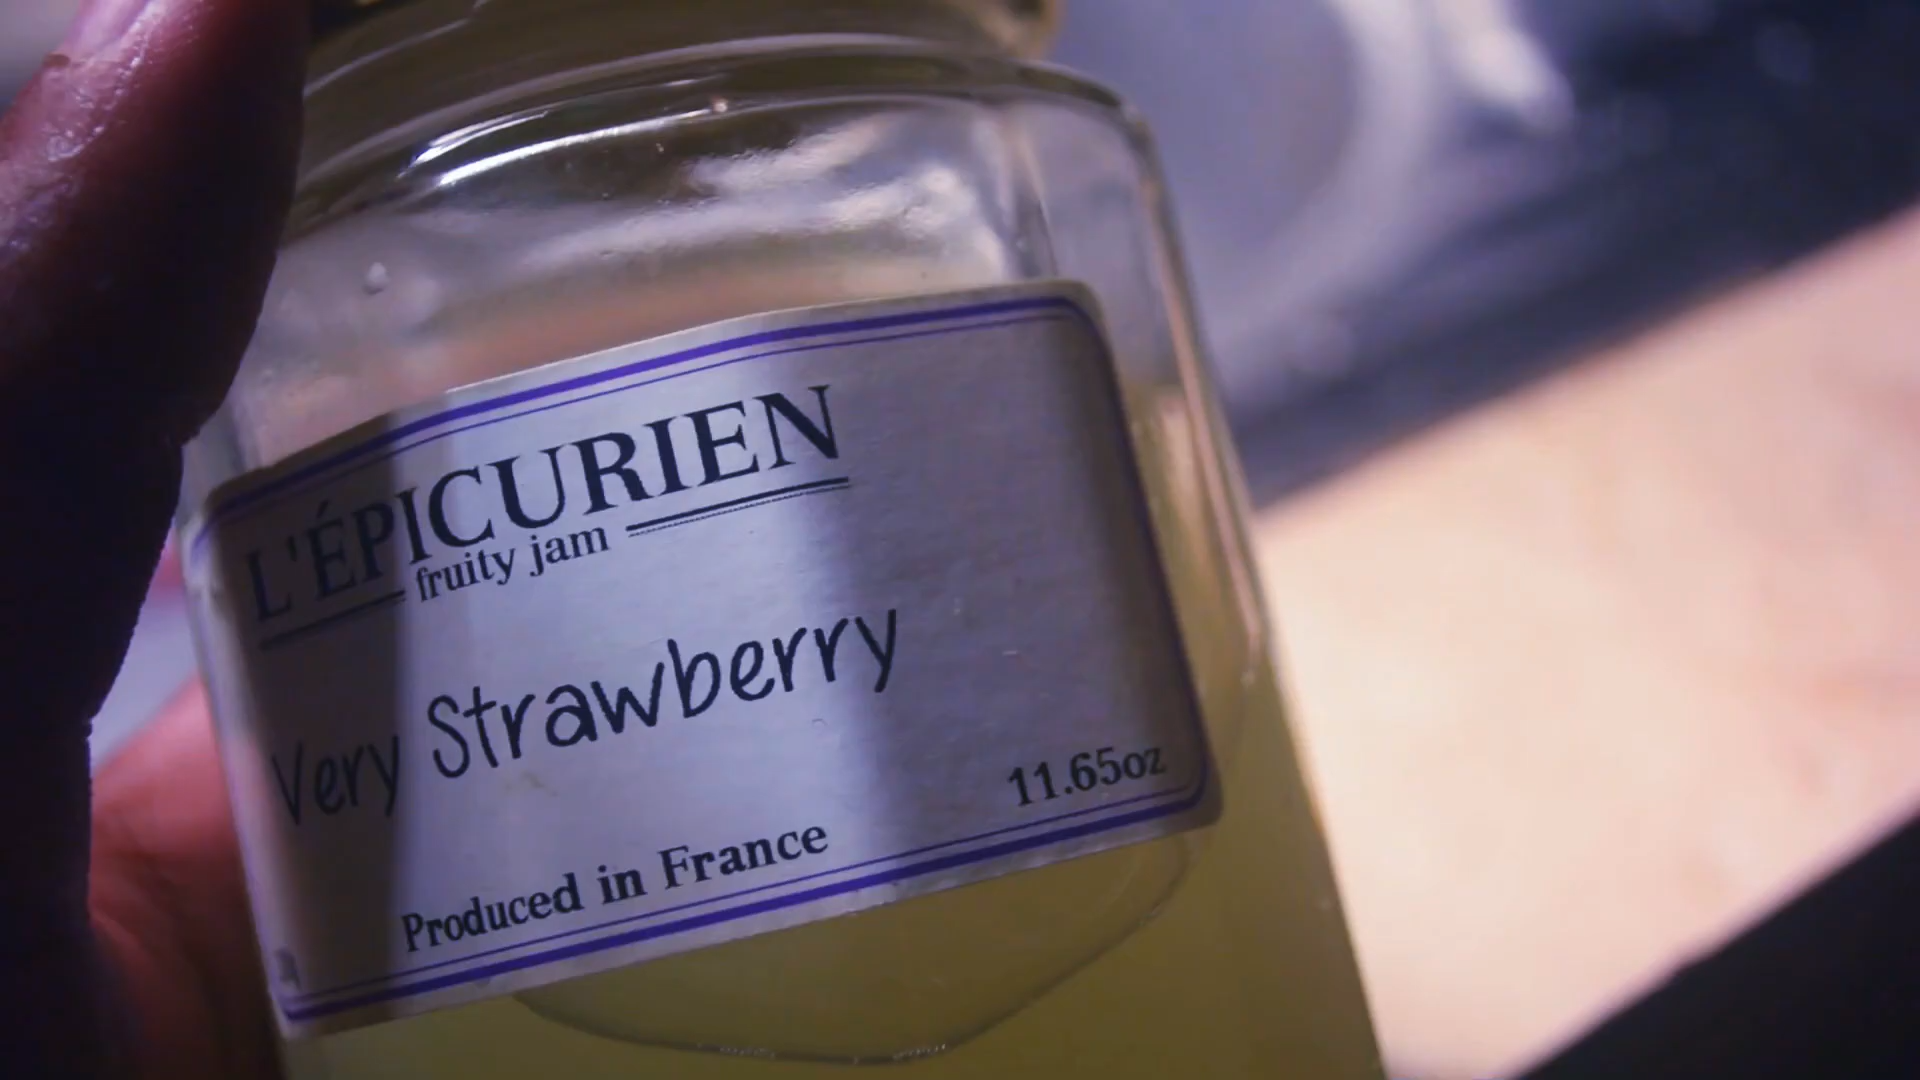 L'ÉPICURIEN
fruity jam
Very Strawberry
11.65oz
Produced in France